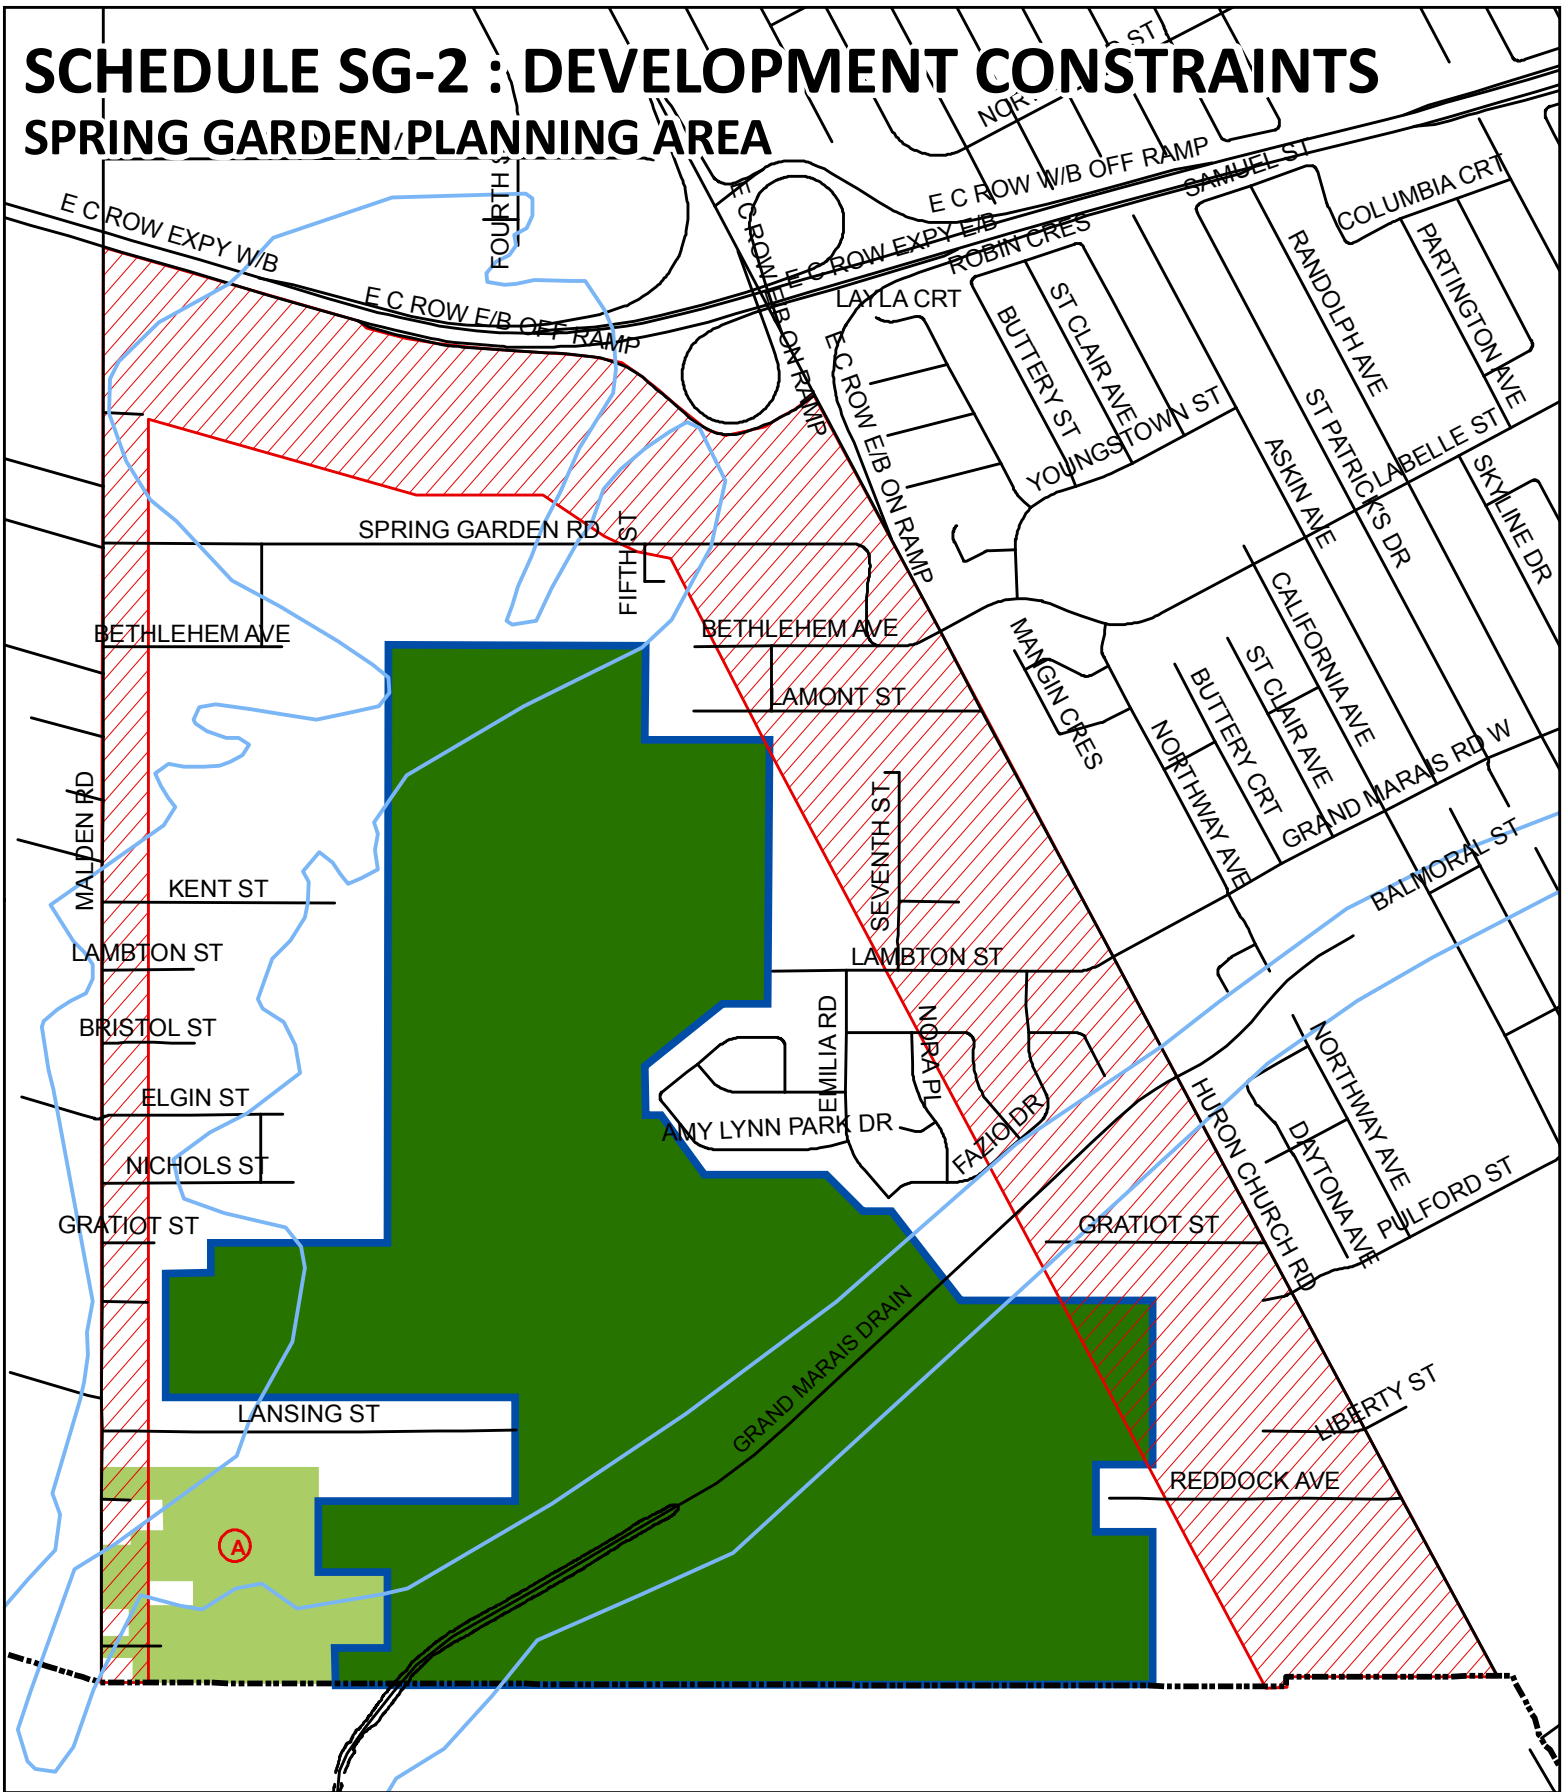 SCHEDULE SG-2 : DEVELOPMENT CONSTRAINTS
SPRING GARDEN PLANNING AREA
E C ROW EXPY W/B
FOURTH S
E C ROW E/B OFF RAMP
E C ROW E/B ON RAMP
E C ROW W/B OFF RAMP
SAMUEL ST
E C ROW EXPY E/B
ROBIN CRES
COLUMBIA CRT
LAYLA CRT
E C ROW E/B ON RAMP
BUTTERY ST
ST CLAIR AVE
YOUNGSTOWN ST
RANDOLPH AVE
PARTINGTON AVE
ST PATRICK'S DR
ASKIN AVE
LABELLE ST
SKYLINE DR
SPRING GARDEN RD
FIFTH ST
BETHLEHEM AVE
BETHLEHEM AVE
LAMONT ST
MANGIN CRES
CALIFORNIA AVE
ST CLAIR AVE
BUTTERY CRT
NORTHWAY AVE
GRAND MARAIS RD W
BALMORAL ST
MALDEN RD
SEVENTH ST
KENT ST
LAMBTON ST
LAMBTON ST
BRISTOL ST
EMILIA RD
NORA PL
ELGIN ST
AMY LYNN PARK DR
FAZIO DR
NICHOLS ST
GRATIOT ST
GRATIOT ST
HURON CHURCH RD
NORTHWAY AVE
DAYTONA AVE
PULFORD ST
GRAND MARAIS DRAIN
LANSING ST
LIBERTY ST
REDDOCK AVE
A